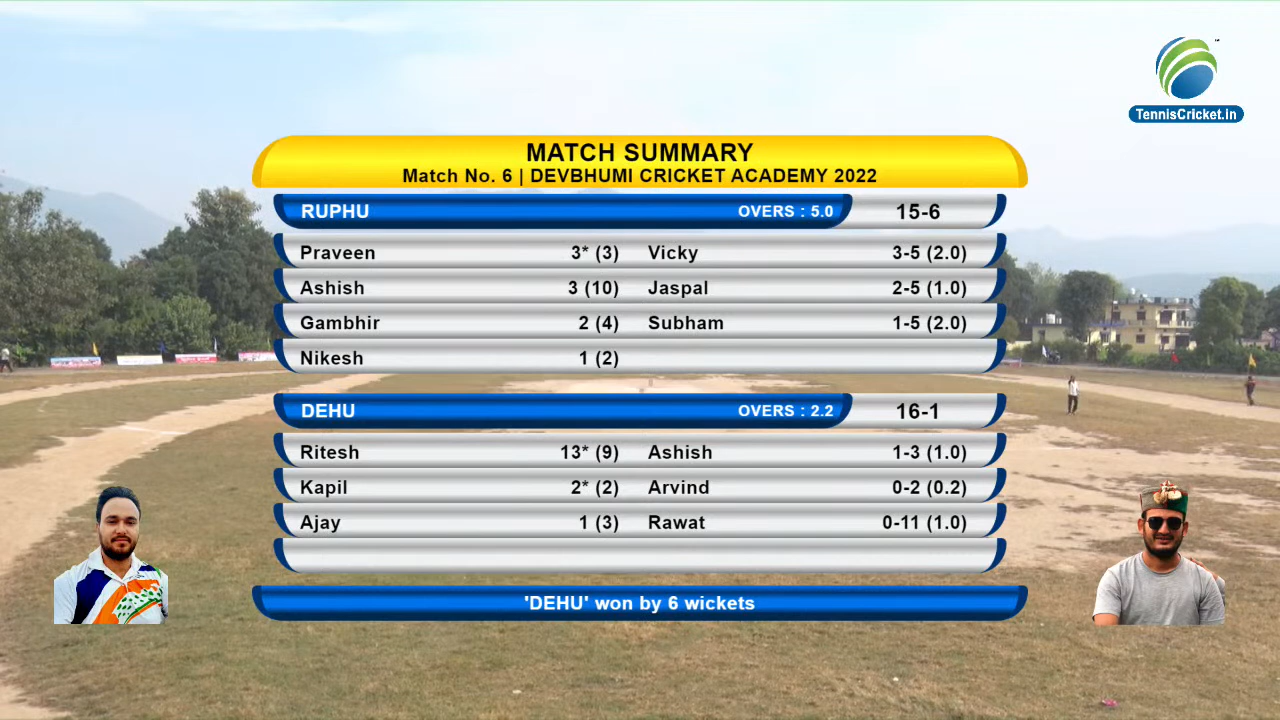 TennisCricket.in
MATCH SUMMARY
Match No. 6 | DEVBHUMI CRICKET ACADEMY 2022
RUPHU OVERS : 5.0 15-6
Praveen 3* (3) Vicky 3-5 (2.0)
Ashish 3 (10) Jaspal 2-5 (1.0)
Gambhir 2 (4) Subham 1-5 (2.0)
Nikesh 1 (2)
DEHU OVERS : 2.2 16-1
Ritesh 13* (9) Ashish 1-3 (1.0)
Kapil 2* (2) Arvind 0-2 (0.2)
Ajay 1 (3) Rawat 0-11 (1.0)
'DEHU' won by 6 wickets